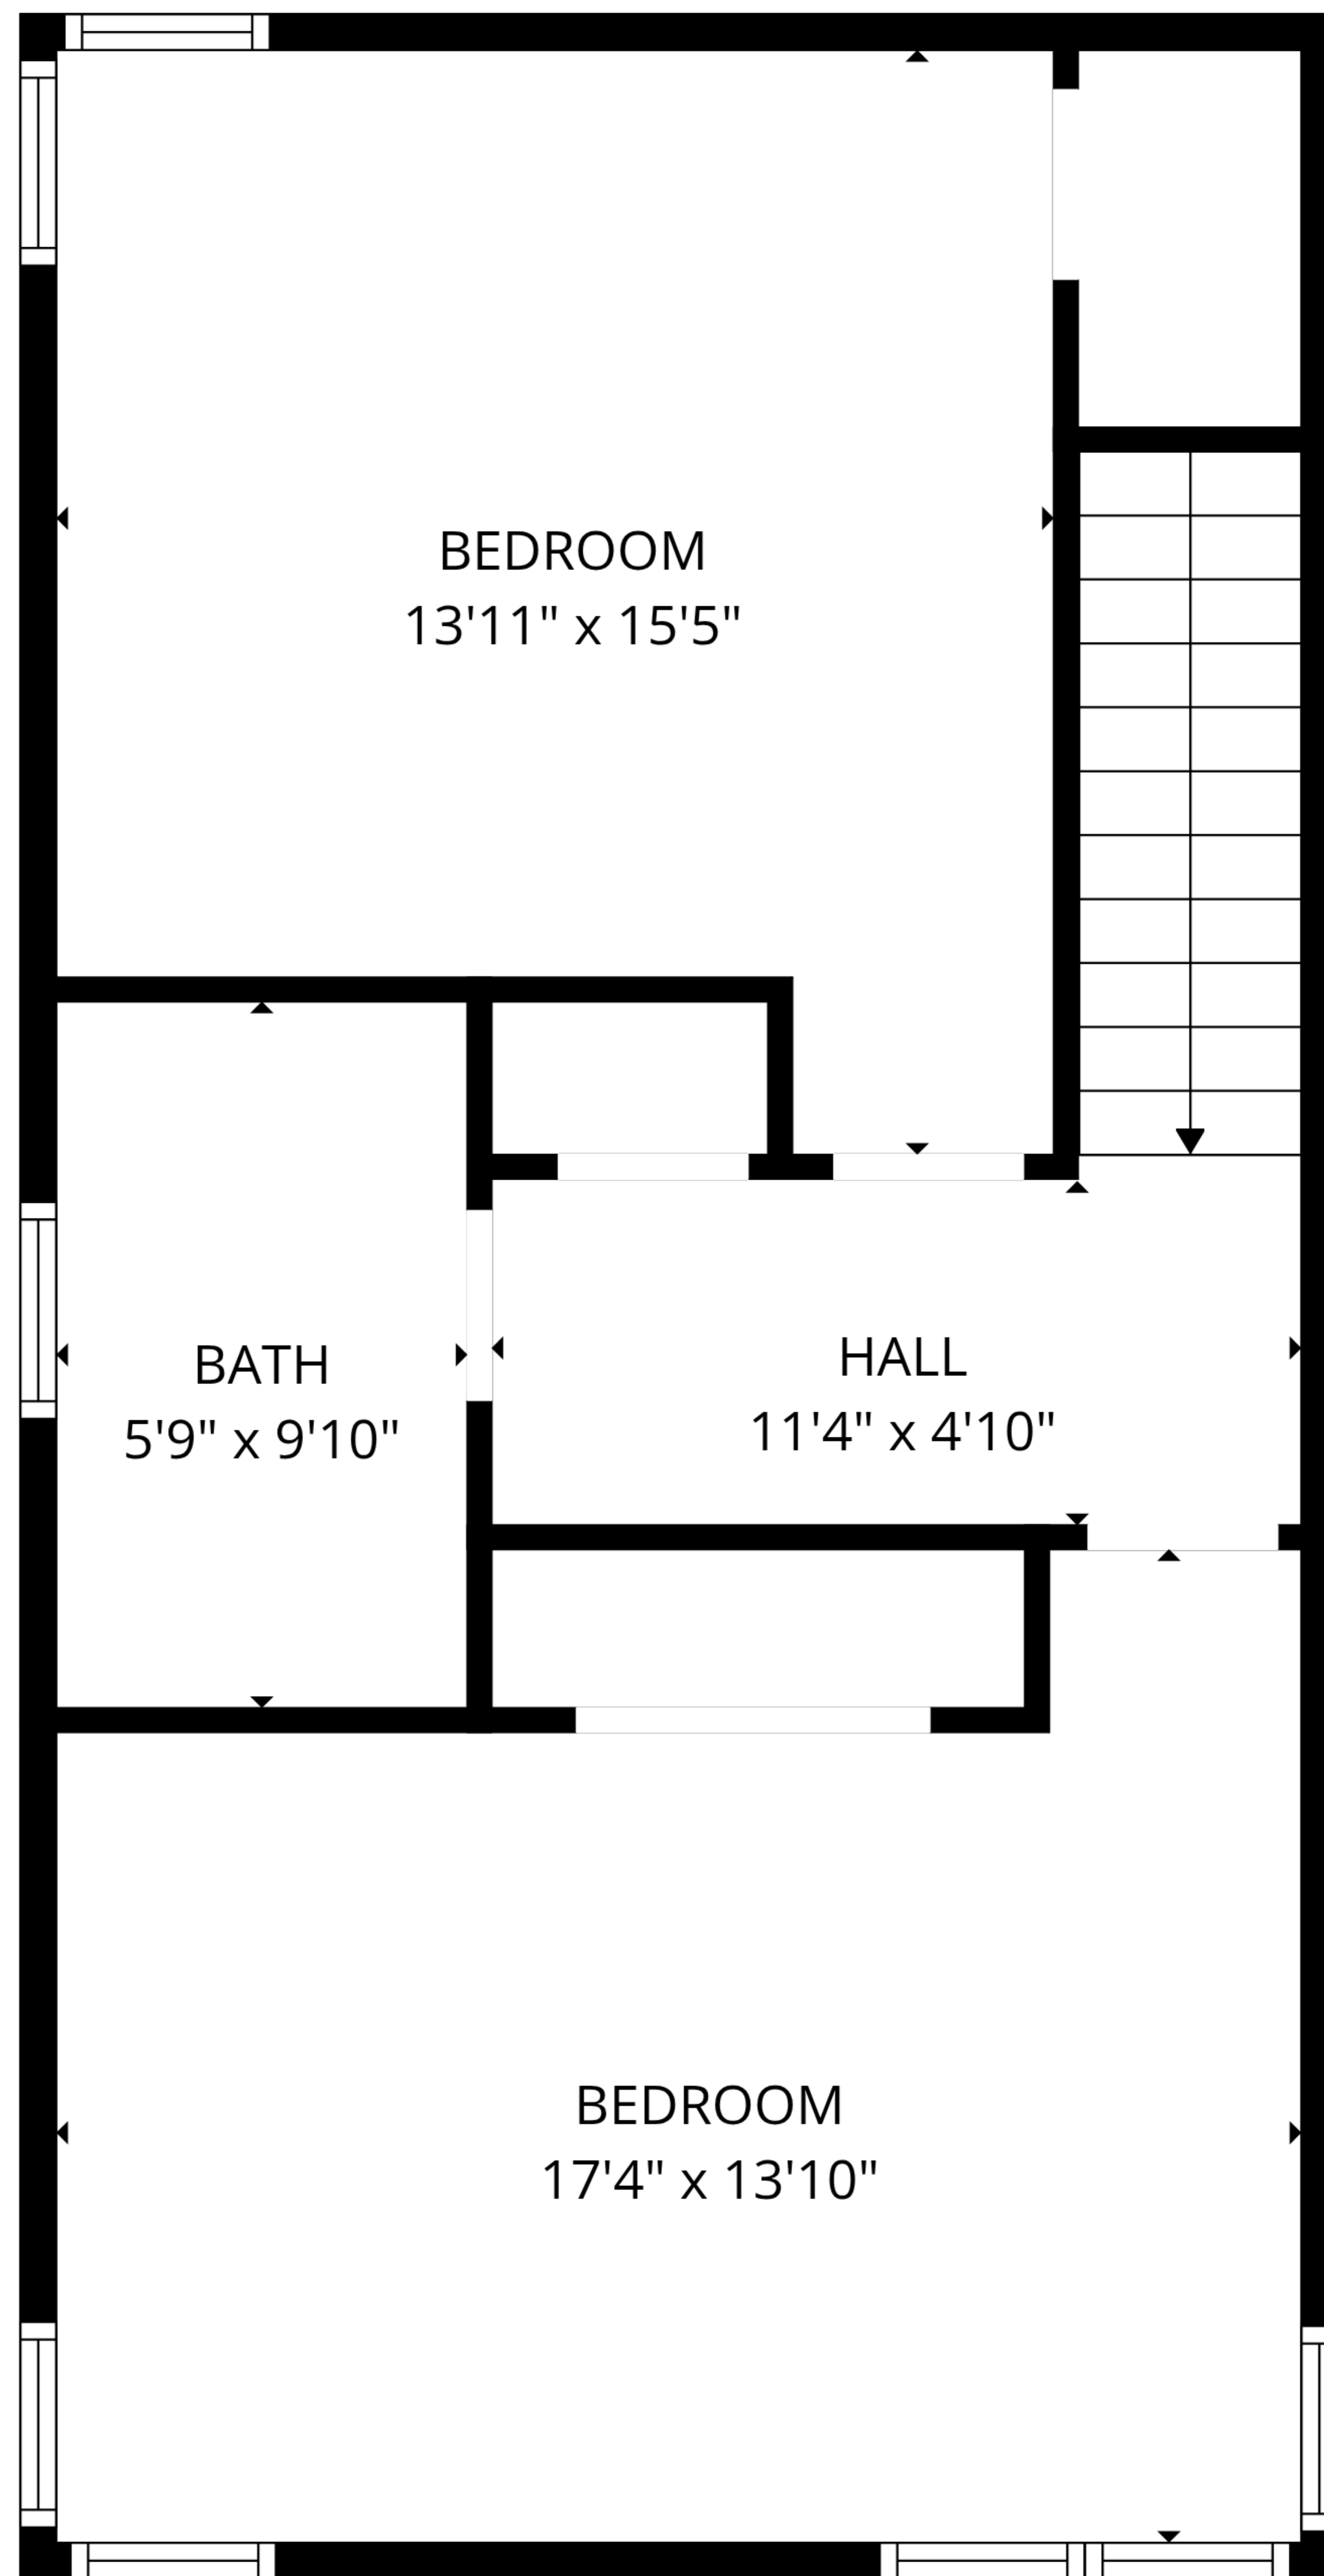 BEDROOM
13'11" x 15'5"
BATH
5'9" x 9'10"
HALL
11'4" x 4'10"
BEDROOM
17'4" x 13'10"